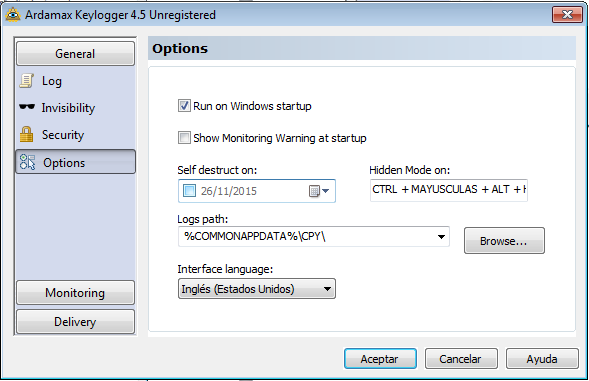 Ardamax Keylogger 4.5 Unregistered
General
Log
Invisibility
Security
Options
Monitoring
Delivery
Options
Run on Windows startup
Show Monitoring Warning at startup
Self destruct on:
Hidden Mode on:
26/11/2015
CTRL + MAYUSCULAS + ALT +
Logs path:
%COMMONAPPDATA%\CPY\
Browse...
Interface language:
Inglés (Estados Unidos)
Aceptar
Cancelar
Ayuda